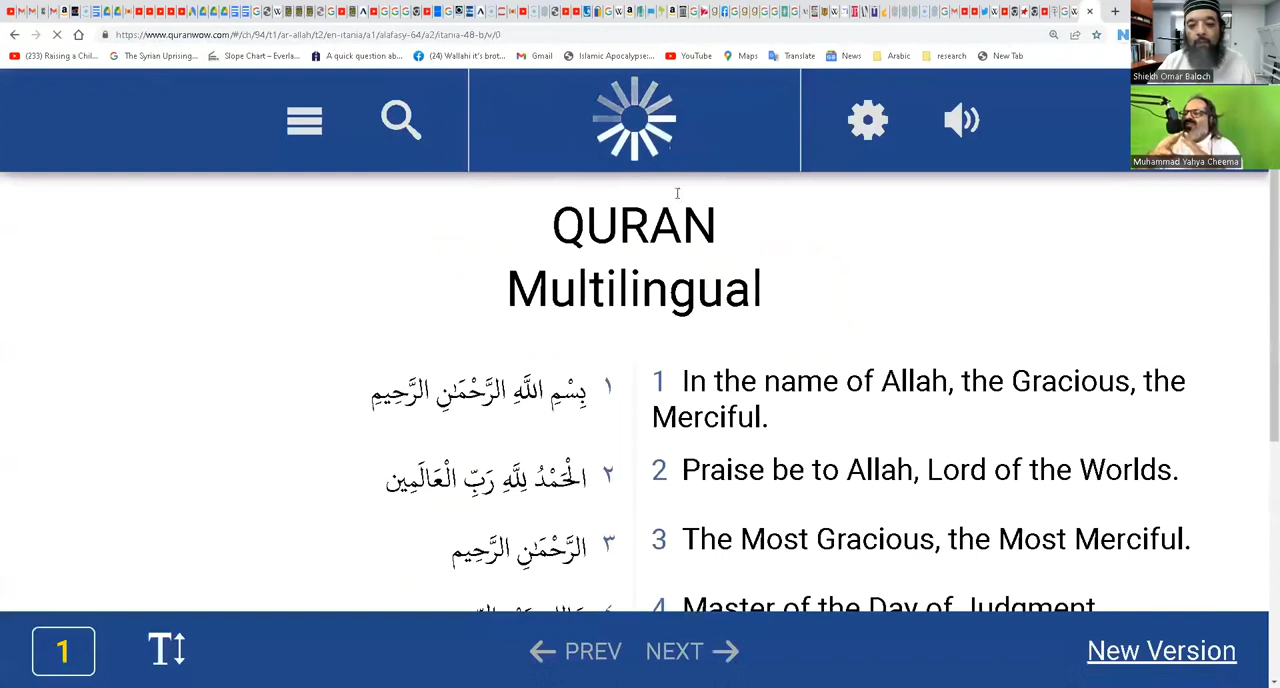 https://www.quranwow.com/#/ch/94/t1/ar-allah/t2/en-itania/a1/alafasy-64/a2/itania-48-b/v/0
(233) Raising a Chil...
The Syrian Uprising...
Slope Chart – Everla...
A quick question ab...
(24) Wallahi it's brot...
Gmail
Islamic Apocalypse:...
YouTube
Maps
Translate
News
Arabic
research
New Tab
Shiekh Omar Baloch
Muhammad Yahya Cheema
QURAN
Multilingual
١ بِسْمِ اللَّهِ الرَّحْمَٰنِ الرَّحِيمِ
1 In the name of Allah, the Gracious, the
Merciful.
٢ الْحَمْدُ لِلَّهِ رَبِّ الْعَالَمِين
2 Praise be to Allah, Lord of the Worlds.
٣ الرَّحْمَٰنِ الرَّحِيم
3 The Most Gracious, the Most Merciful.
4 Master of the Day of Judgment
1
T
PREV
NEXT
New Version